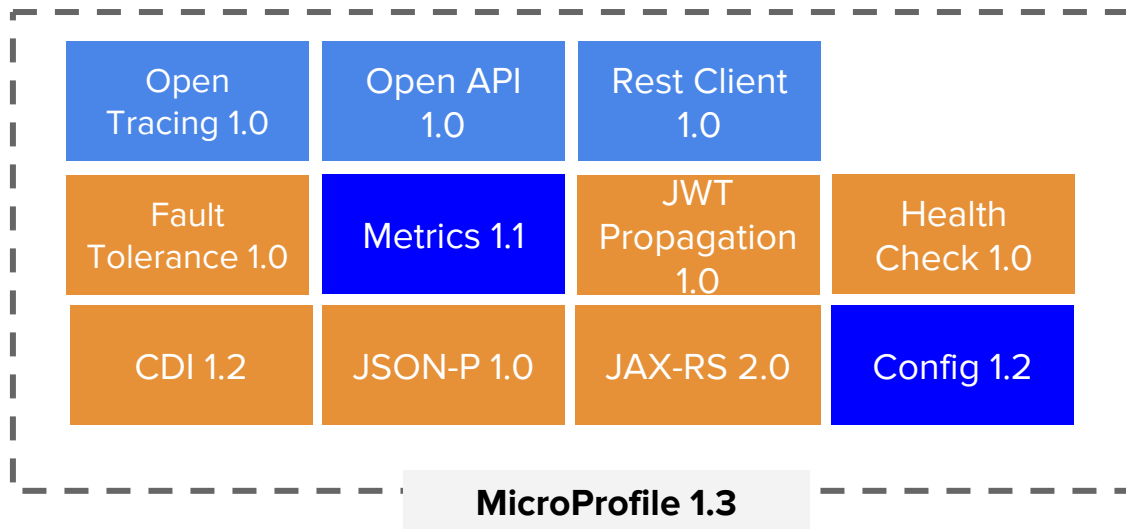 Open
Tracing 1.0
Open API
1.0
Rest Client
1.0
Fault
Tolerance 1.0
Metrics 1.1
JWT
Propagation
1.0
Health
Check 1.0
CDI 1.2
JSON-P 1.0
JAX-RS 2.0
Config 1.2
MicroProfile 1.3